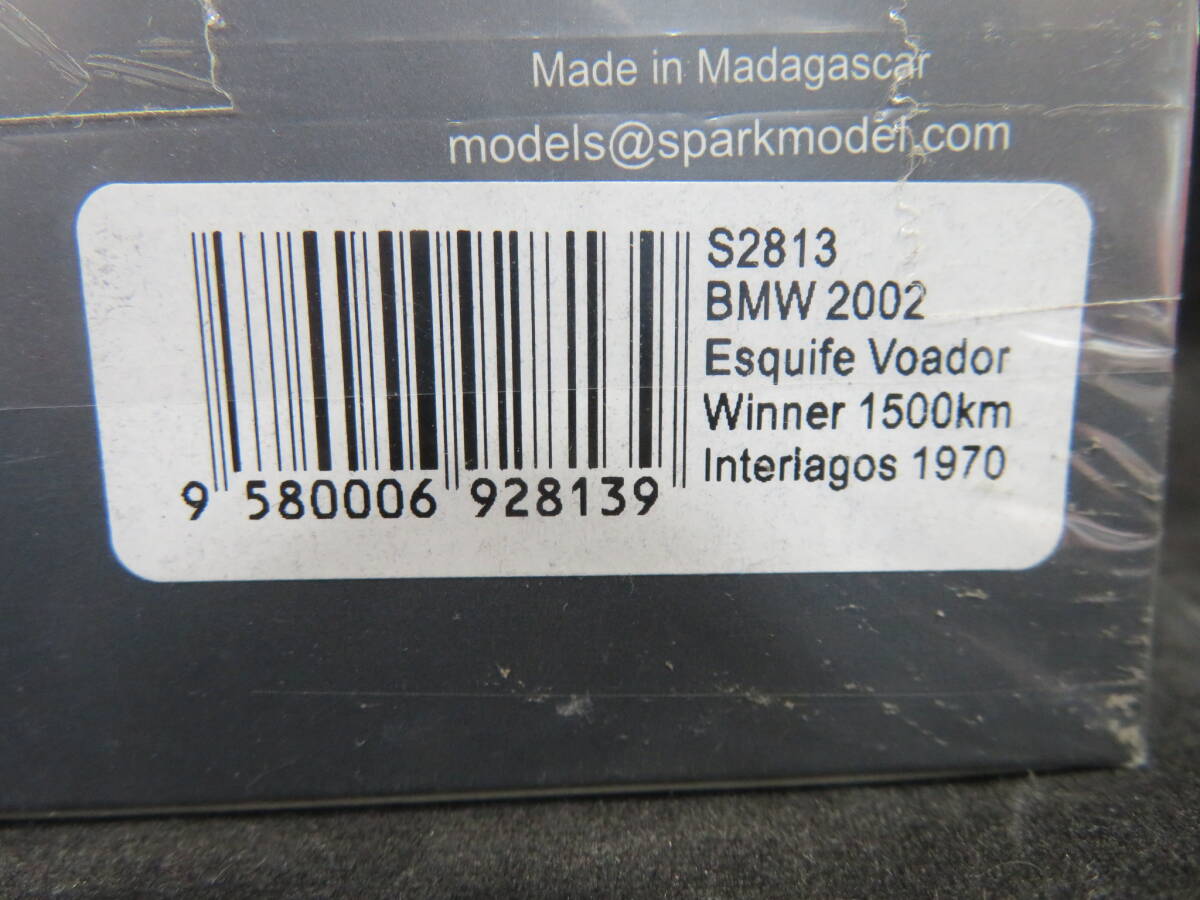 Made in Madagascar
models@sparkmodel.com
S2813
BMW 2002
Esquife Voador
Winner 1500km
Interlagos 1970
9 580006 928139